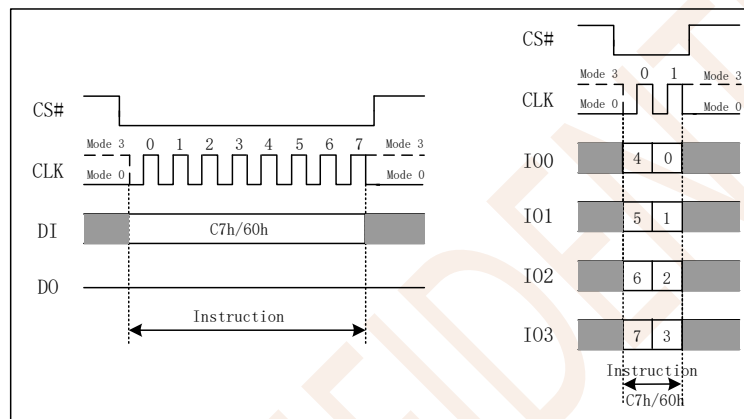 CS#
Mode 3 0 1 2 3 4 5 6 7 Mode 3
CLK
Mode 0 Mode 0
DI C7h/60h
DO
Instruction
CS#
Mode 3 0 1 Mode 3
CLK
Mode 0 Mode 0
IO0 4 0
IO1 5 1
IO2 6 2
IO3 7 3
Instruction
C7h/60h